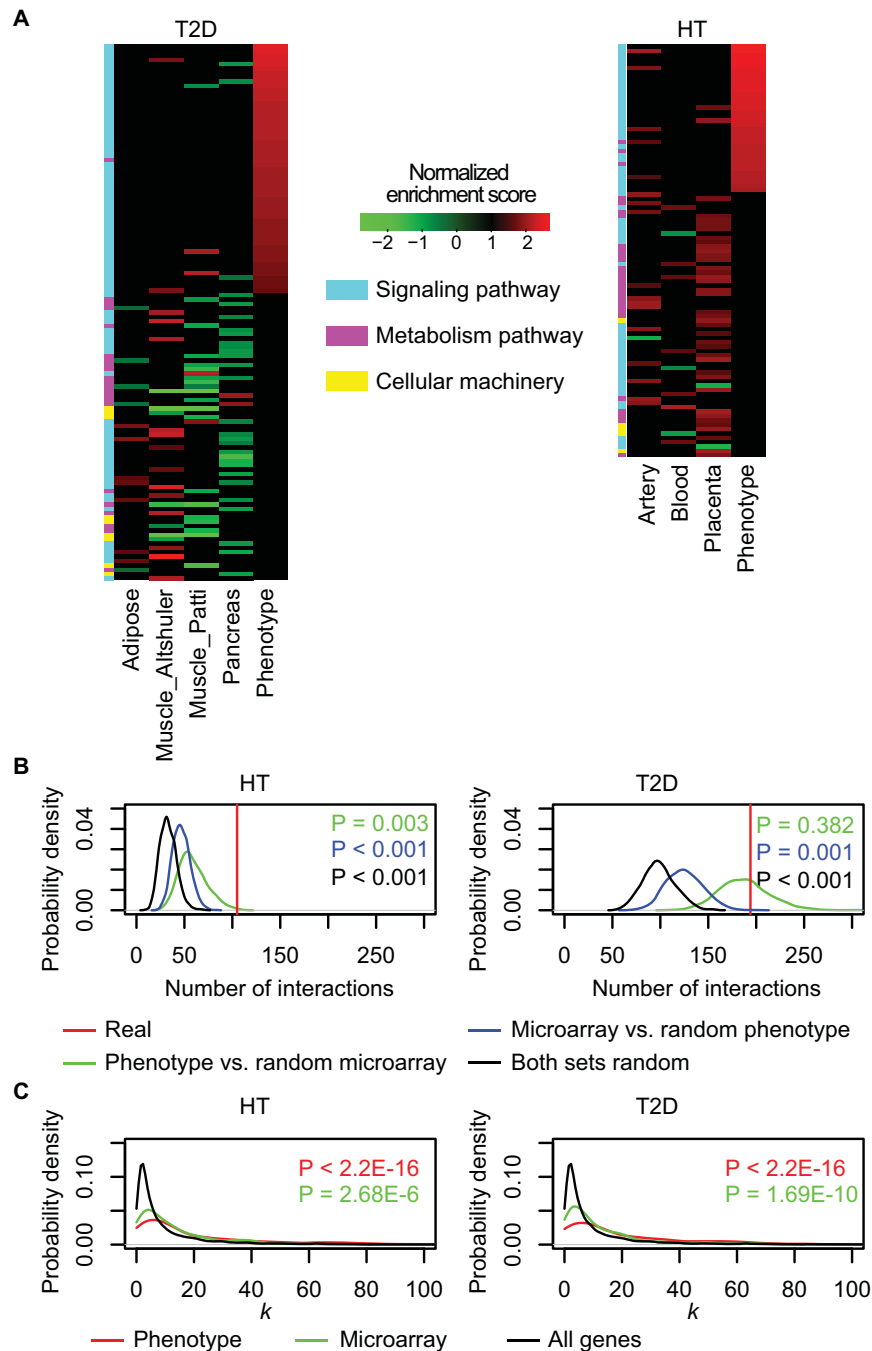 A
T2D
HT
Normalized
enrichment score
−2 −1 0 1 2
Signaling pathway
Metabolism pathway
Cellular machinery
Adipose
Muscle_Altshuler
Muscle_Patti
Pancreas
Phenotype
Artery
Blood
Placenta
Phenotype
B
HT
Probability density
0.00 0.04
P = 0.003
P < 0.001
P < 0.001
0 50 150 250
Number of interactions
T2D
Probability density
0.00 0.04
P = 0.382
P = 0.001
P < 0.001
0 50 150 250
Number of interactions
Real
Microarray vs. random phenotype
Phenotype vs. random microarray
Both sets random
C
HT
Probability density
0.00 0.10
P < 2.2E-16
P = 2.68E-6
0 20 40 60 80 100
k
T2D
Probability density
0.00 0.10
P < 2.2E-16
P = 1.69E-10
0 20 40 60 80 100
k
Phenotype
Microarray
All genes